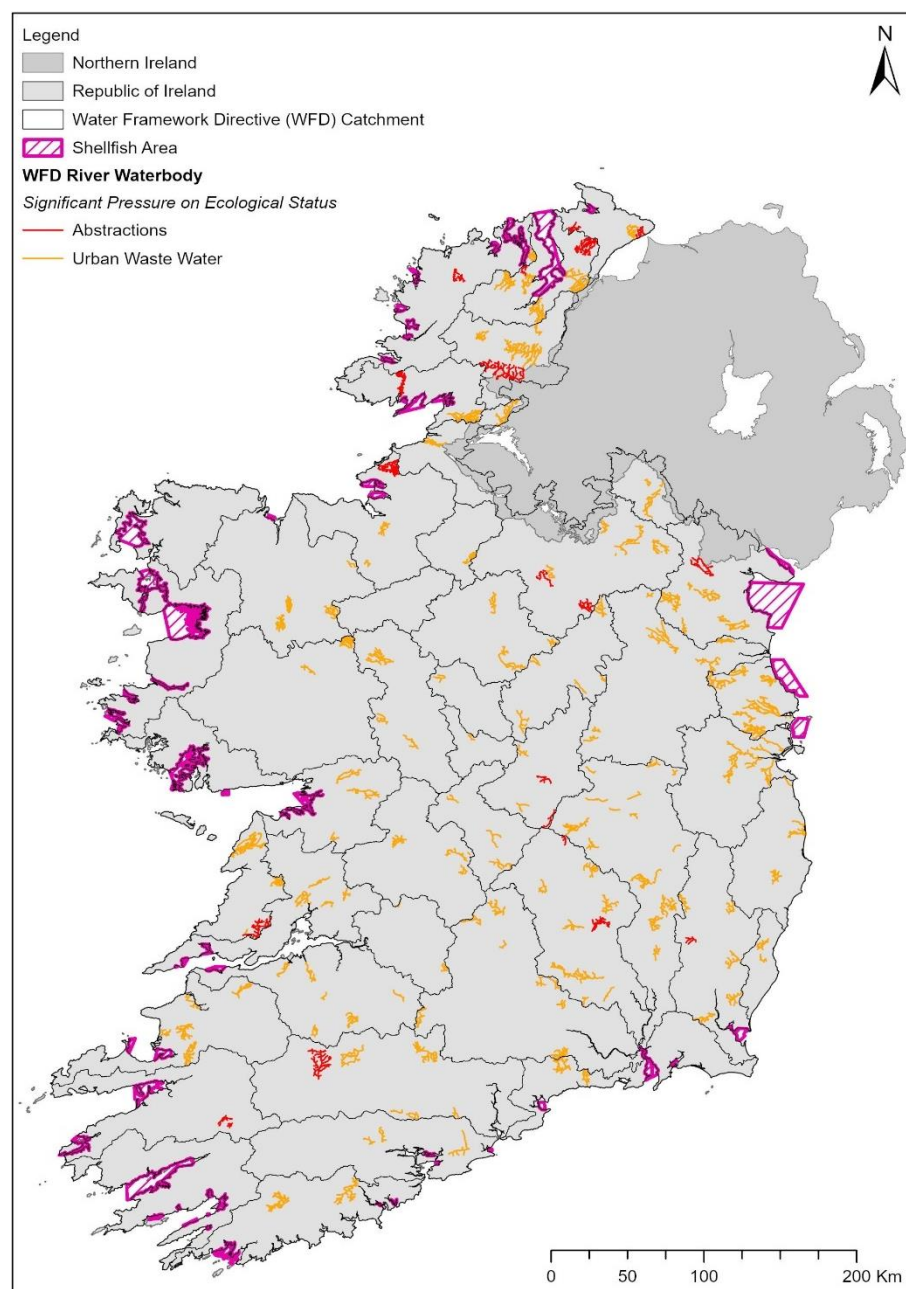 Legend
Northern Ireland
Republic of Ireland
Water Framework Directive (WFD) Catchment
Shellfish Area
WFD River Waterbody
Significant Pressure on Ecological Status
Abstractions
Urban Waste Water
N
0 50 100 200 Km